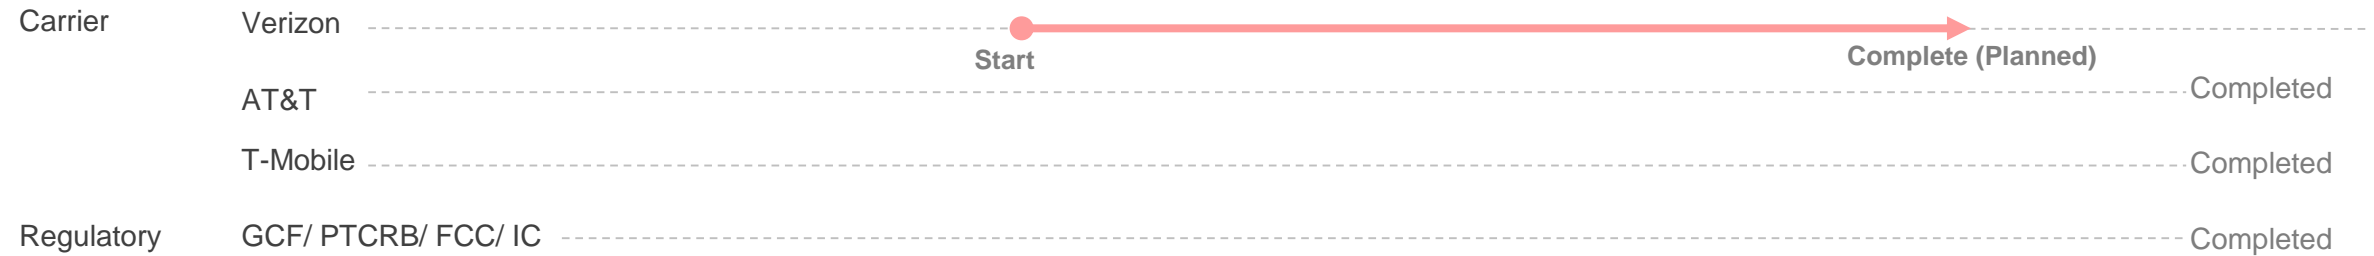 Carrier Verizon
Start Complete (Planned)
AT&T Completed
T-Mobile Completed
Regulatory GCF/ PTCRB/ FCC/ IC Completed